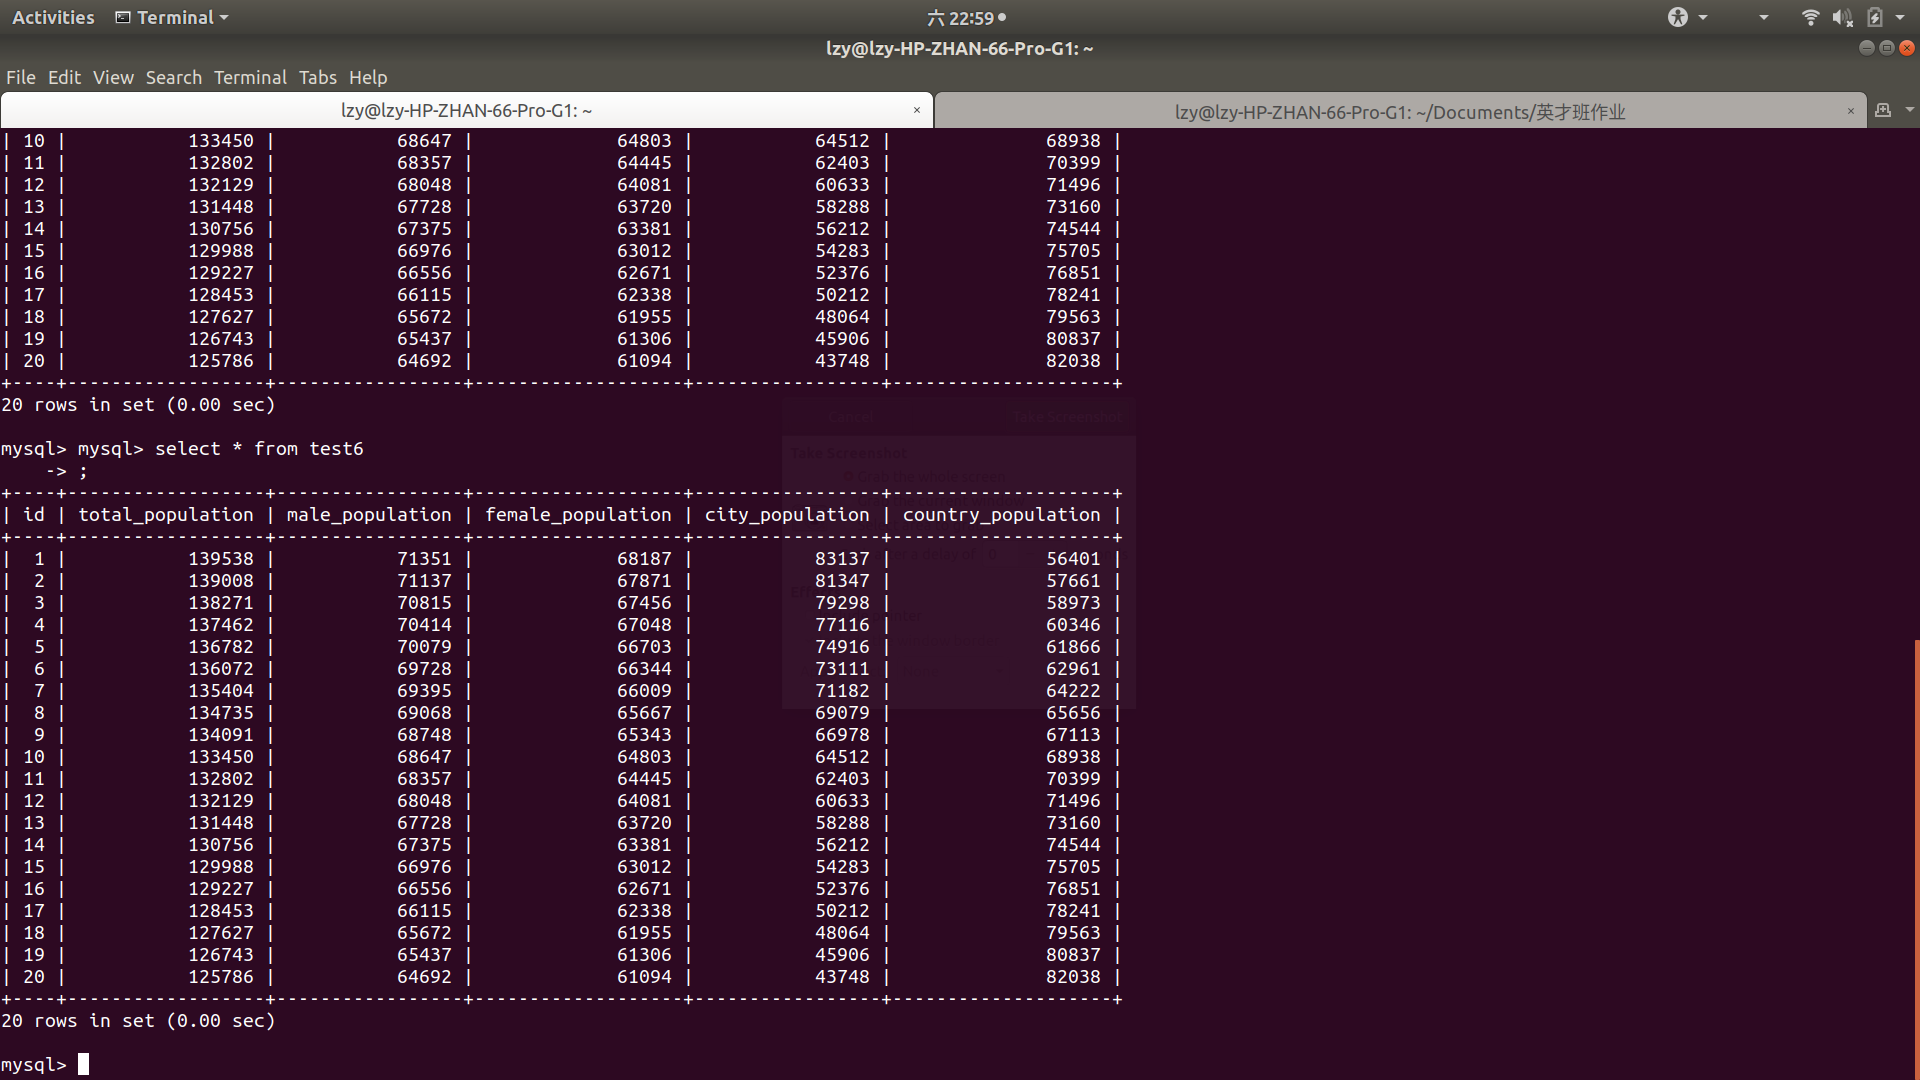 Activities Terminal 六 22:59
lzy@lzy-HP-ZHAN-66-Pro-G1: ~
File Edit View Search Terminal Tabs Help
lzy@lzy-HP-ZHAN-66-Pro-G1: ~ × lzy@lzy-HP-ZHAN-66-Pro-G1: ~/Documents/英才班作业 ×
| 10 | 133450 | 68647 | 64803 | 64512 | 68938 |
| 11 | 132802 | 68357 | 64445 | 62403 | 70399 |
| 12 | 132129 | 68048 | 64081 | 60633 | 71496 |
| 13 | 131448 | 67728 | 63720 | 58288 | 73160 |
| 14 | 130756 | 67375 | 63381 | 56212 | 74544 |
| 15 | 129988 | 66976 | 63012 | 54283 | 75705 |
| 16 | 129227 | 66556 | 62671 | 52376 | 76851 |
| 17 | 128453 | 66115 | 62338 | 50212 | 78241 |
| 18 | 127627 | 65672 | 61955 | 48064 | 79563 |
| 19 | 126743 | 65437 | 61306 | 45906 | 80837 |
| 20 | 125786 | 64692 | 61094 | 43748 | 82038 |
+----+------------------+-----------------+-------------------+-----------------+--------------------+
20 rows in set (0.00 sec)
Cancel Take Screenshot
mysql> mysql> select * from test6
Take Screenshot
-> ;
Grab the whole screen
+----+------------------+-----------------+-------------------+-----------------+--------------------+
| id | total_population | male_population | female_population | city_population | country_population |
+----+------------------+-----------------+-------------------+-----------------+--------------------+
| 1 | 139538 | 71351 | 68187 | 83137 | 56401 |
| 2 | 139008 | 71137 | 67871 | 81347 | 57661 |
| 3 | 138271 | 70815 | 67456 | 79298 | 58973 |
| 4 | 137462 | 70414 | 67048 | 77116 | 60346 |
| 5 | 136782 | 70079 | 66703 | 74916 | 61866 |
| 6 | 136072 | 69728 | 66344 | 73111 | 62961 |
| 7 | 135404 | 69395 | 66009 | 71182 | 64222 |
| 8 | 134735 | 69068 | 65667 | 69079 | 65656 |
| 9 | 134091 | 68748 | 65343 | 66978 | 67113 |
| 10 | 133450 | 68647 | 64803 | 64512 | 68938 |
| 11 | 132802 | 68357 | 64445 | 62403 | 70399 |
| 12 | 132129 | 68048 | 64081 | 60633 | 71496 |
| 13 | 131448 | 67728 | 63720 | 58288 | 73160 |
| 14 | 130756 | 67375 | 63381 | 56212 | 74544 |
| 15 | 129988 | 66976 | 63012 | 54283 | 75705 |
| 16 | 129227 | 66556 | 62671 | 52376 | 76851 |
| 17 | 128453 | 66115 | 62338 | 50212 | 78241 |
| 18 | 127627 | 65672 | 61955 | 48064 | 79563 |
| 19 | 126743 | 65437 | 61306 | 45906 | 80837 |
| 20 | 125786 | 64692 | 61094 | 43748 | 82038 |
+----+------------------+-----------------+-------------------+-----------------+--------------------+
20 rows in set (0.00 sec)
mysql>